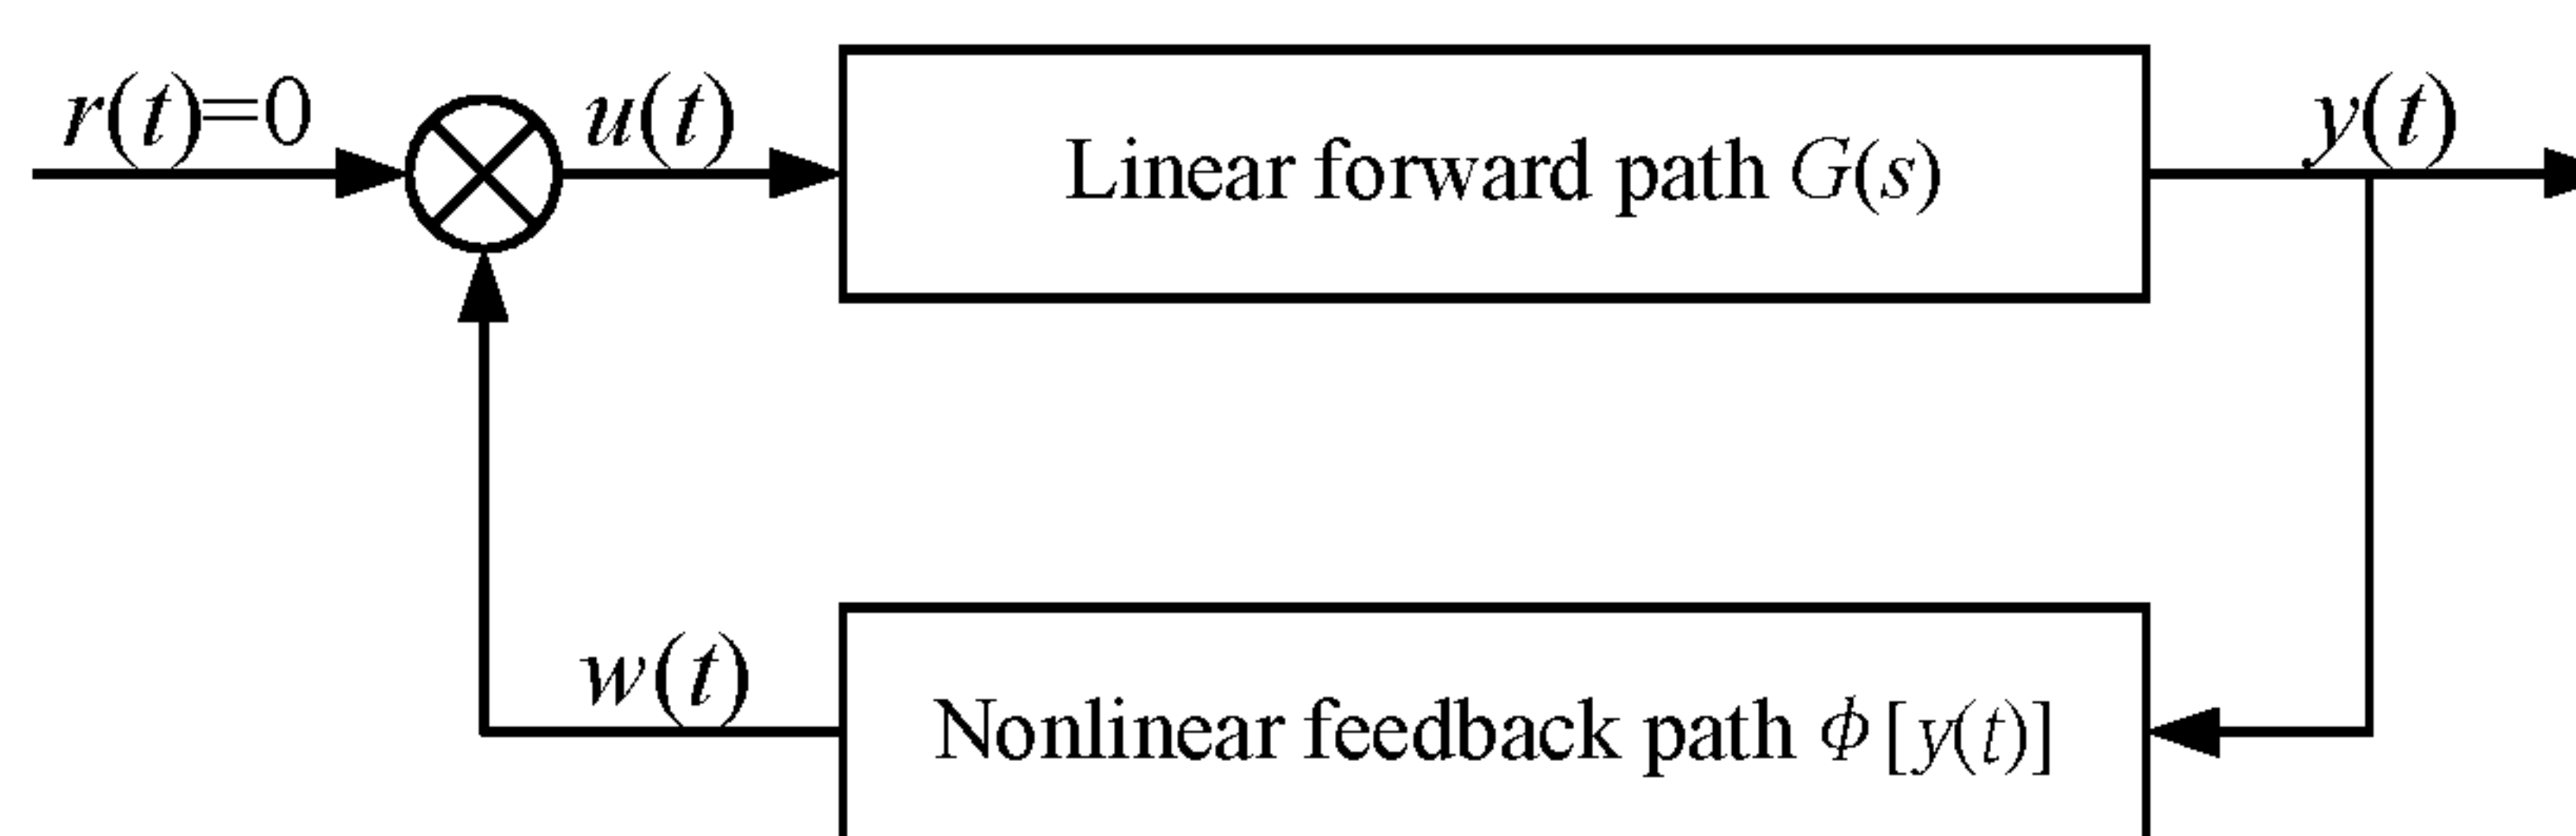 r(t)=0
u(t)
Linear forward path G(s)
y(t)
w(t)
Nonlinear feedback path ϕ[y(t)]